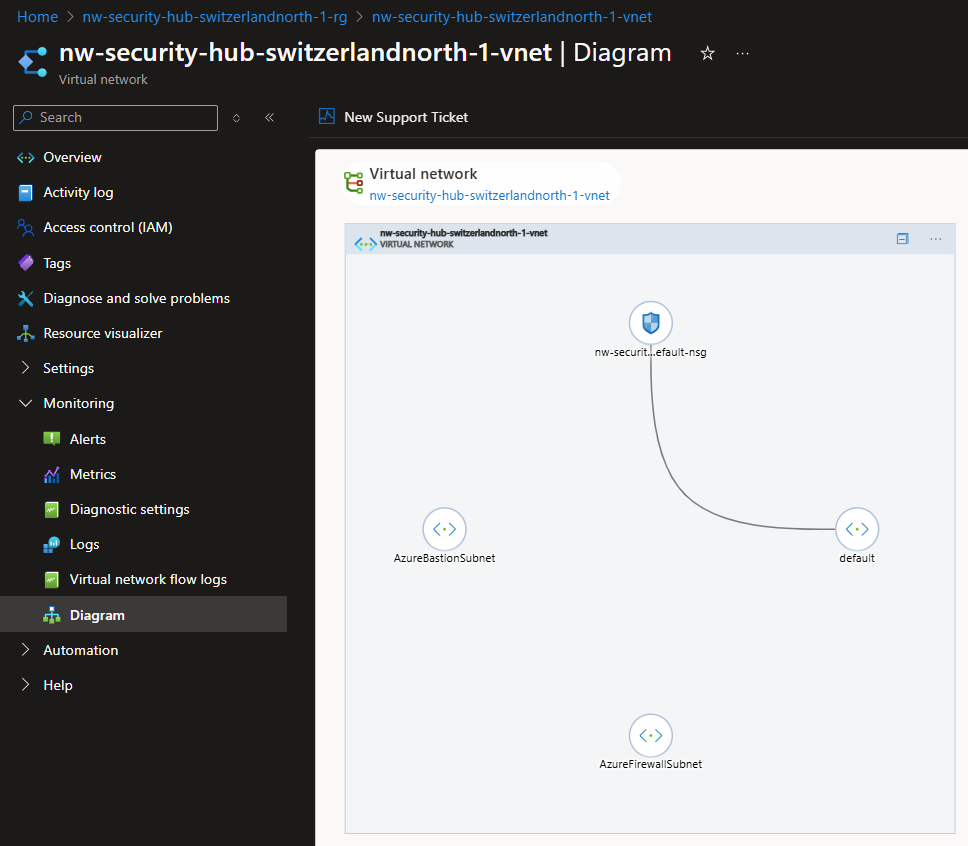 Home > nw-security-hub-switzerlandnorth-1-rg > nw-security-hub-switzerlandnorth-1-vnet
nw-security-hub-switzerlandnorth-1-vnet | Diagram
Virtual network
Search
New Support Ticket
Overview
Activity log
Access control (IAM)
Tags
Diagnose and solve problems
Resource visualizer
Settings
Monitoring
Alerts
Metrics
Diagnostic settings
Logs
Virtual network flow logs
Diagram
Automation
Help
Virtual network
nw-security-hub-switzerlandnorth-1-vnet
nw-security-hub-switzerlandnorth-1-vnet
VIRTUAL NETWORK
nw-securit...efault-nsg
AzureBastionSubnet
default
AzureFirewallSubnet